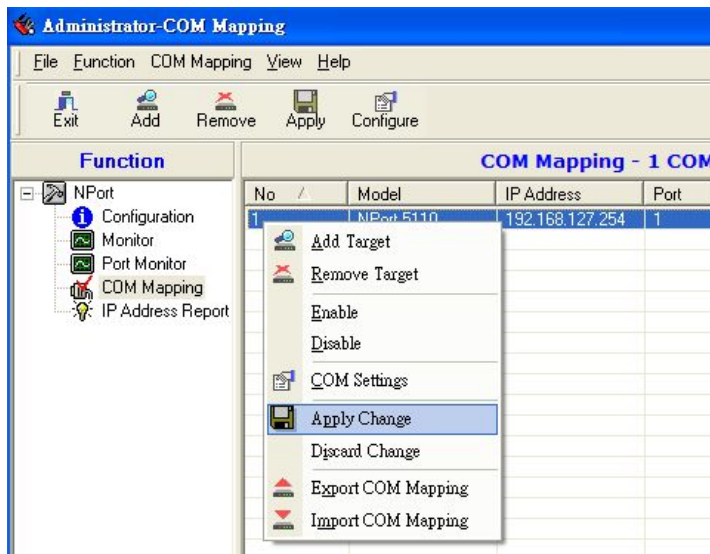 Administrator-COM Mapping
File Function COM Mapping View Help
Exit Add Remove Apply Configure
Function
COM Mapping - 1 COM
No Model IP Address Port
1 NPort 5110 192.168.127.254 1
NPort
Configuration
Monitor
Port Monitor
COM Mapping
IP Address Report
Add Target
Remove Target
Enable
Disable
COM Settings
Apply Change
Discard Change
Export COM Mapping
Import COM Mapping